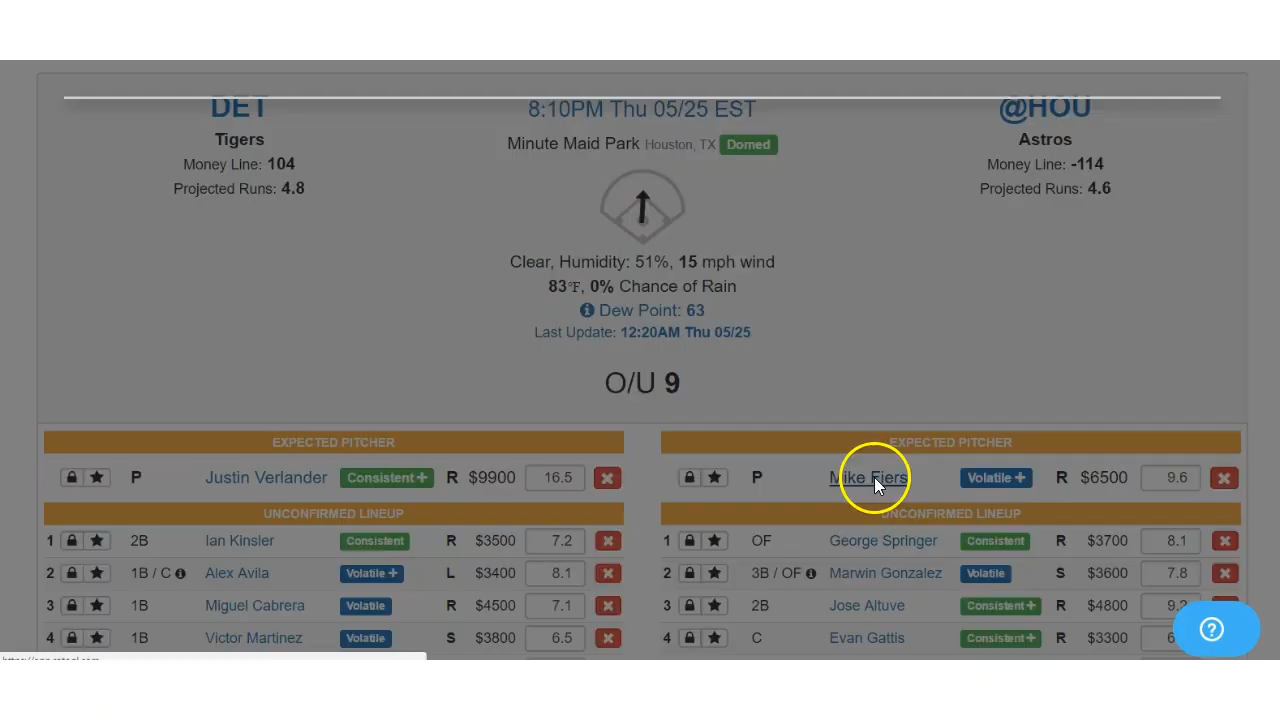 DET
Tigers
Money Line: 104
Projected Runs: 4.8
8:10PM Thu 05/25 EST
Minute Maid Park Houston, TX Domed
Clear, Humidity: 51%, 15 mph wind
83°F, 0% Chance of Rain
Dew Point: 63
Last Update: 12:20AM Thu 05/25
O/U 9
@HOU
Astros
Money Line: -114
Projected Runs: 4.6
EXPECTED PITCHER
P Justin Verlander Consistent+ R $9900 16.5
UNCONFIRMED LINEUP
1 2B Ian Kinsler Consistent R $3500 7.2
2 1B / C Alex Avila Volatile+ L $3400 8.1
3 1B Miguel Cabrera Volatile R $4500 7.1
4 1B Victor Martinez Volatile S $3800 6.5
EXPECTED PITCHER
P Mike Fiers Volatile+ R $6500 9.6
UNCONFIRMED LINEUP
1 OF George Springer Consistent R $3700 8.1
2 3B / OF Marwin Gonzalez Volatile S $3600 7.8
3 2B Jose Altuve Consistent+ R $4800 9.2
4 C Evan Gattis Consistent+ R $3300